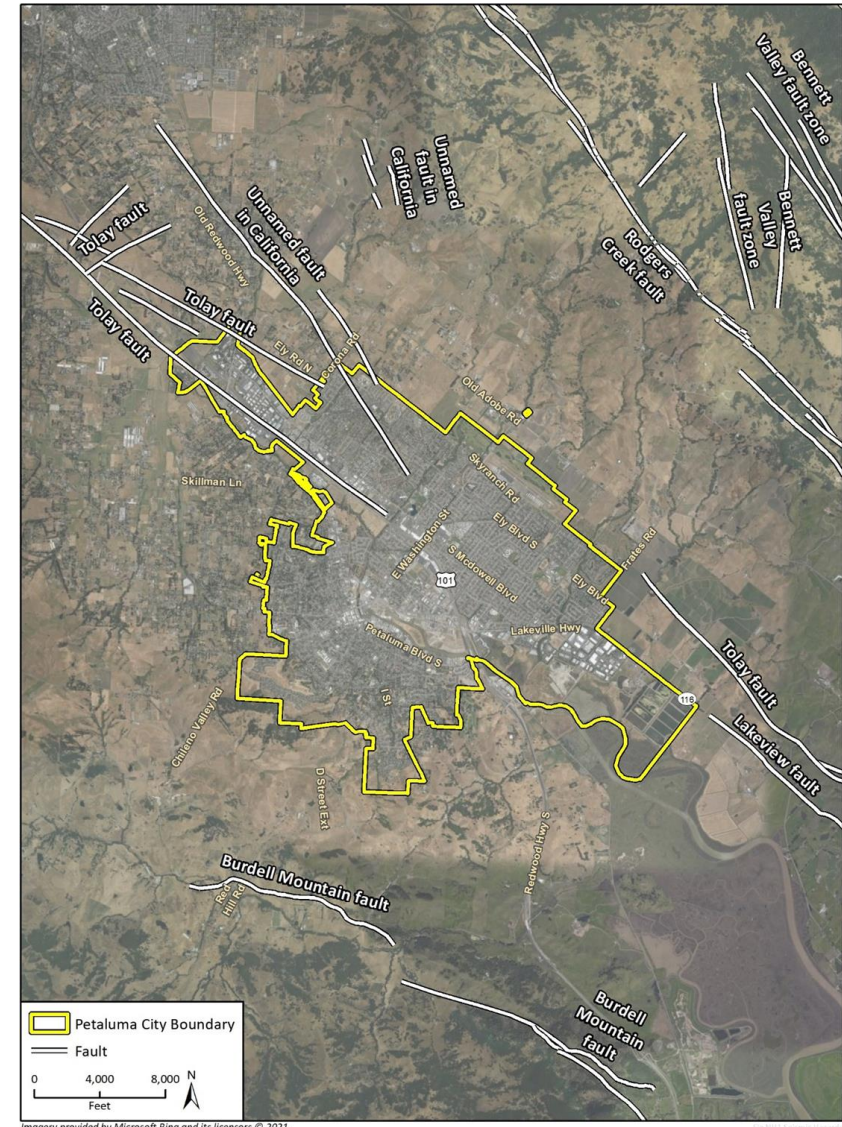 Bennett
Valley fault zone
Unnamed
fault in
California
Bennett
Valley
fault zone
Unnamed fault
in California
Old Redwood Hwy
Tolay fault
Rodgers
Creek fault
Tolay fault
Tolay fault
Ely Rd N
Corona Rd
Old Adobe Rd
Skillman Ln
Skyranch Rd
Ely Blvd S
E Washington St
S Mcdowell Blvd
101
Frates Rd
Ely Blvd
Lakeville Hwy
Petaluma Blvd S
I St
Tolay fault
116
Lakeview fault
Chileno Valley Rd
D Street Ext
Redwood Hwy S
Burdell Mountain fault
Red
Hill Rd
Burdell
Mountain
fault
Petaluma City Boundary
Fault
0 4,000 8,000
Feet
N
Imagery provided by Microsoft Bing and its licensors © 2021.